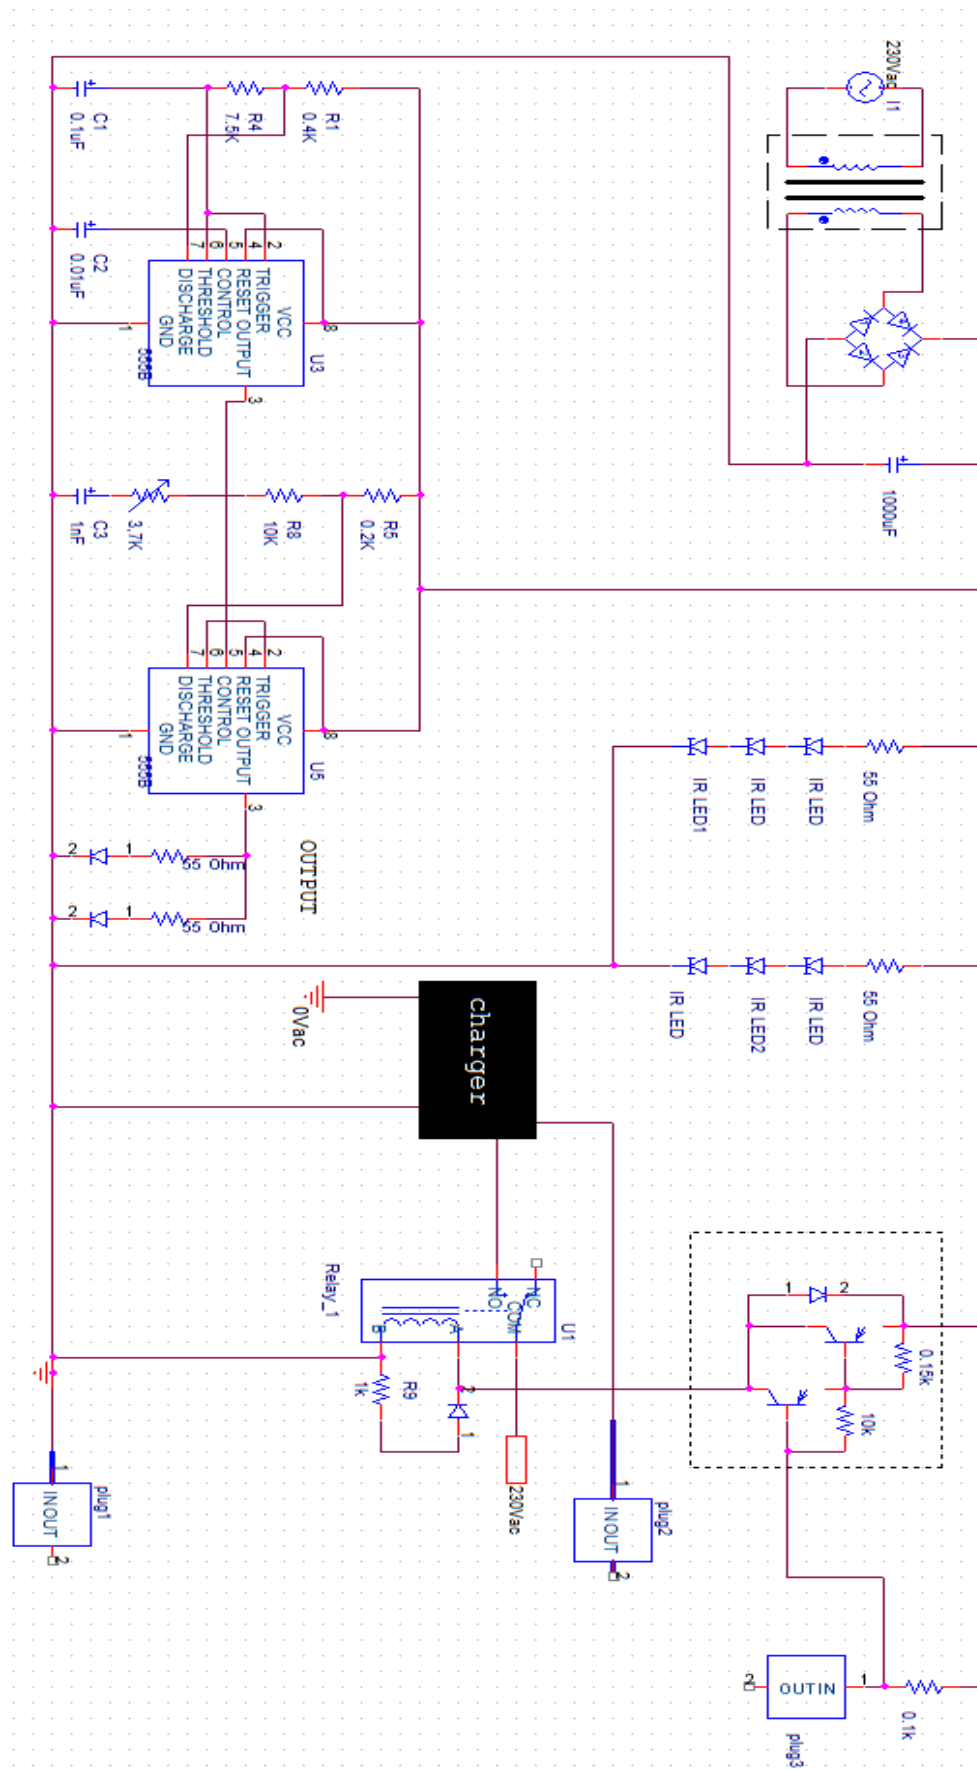 230Vac
I1
C1
0.1uF
R4
7.5K
R1
0.4K
C2
0.01uF
7
6
5
4
2
DISCHARGE
THRESHOLD
CONTROL
RESET
TRIGGER
OUTPUT
VCC
GND
1
8
3
555B
U3
1000uF
C3
1nF
3,7K
R8
10K
R5
0.2K
7
6
5
4
2
DISCHARGE
THRESHOLD
CONTROL
RESET
TRIGGER
OUTPUT
VCC
GND
1
8
3
555B
U5
IR LED1
IR LED
IR LED
55 Ohm
2
1
55 Ohm
2
1
55 Ohm
OUTPUT
IR LED
IR LED2
IR LED
55 Ohm
0Vac
charger
Relay_1
NO
NC
COM
B
A
U1
R9
1k
2
1
230Vac
1
2
0.15k
10k
plug1
1
INOUT
2
plug2
1
INOUT
2
2
OUTIN
1
plug3
0.1k